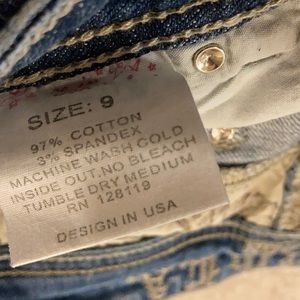 SIZE: 9
97% COTTON
3% SPANDEX
MACHINE WASH COLD
INSIDE OUT.NO BLEACH
TUMBLE DRY MEDIUM
RN 128119
DESIGN IN USA